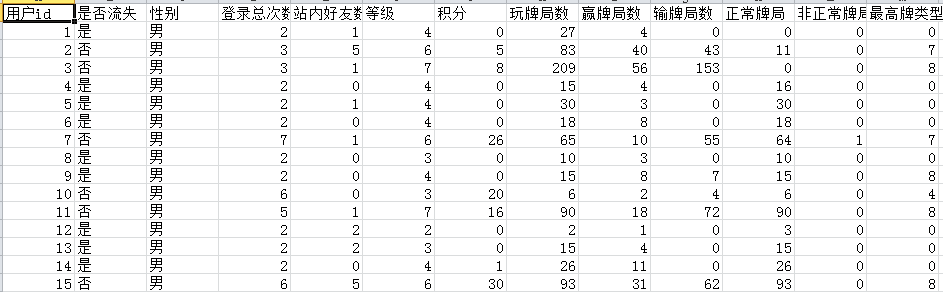 用户id 是否流失 性别 登录总次数 站内好友数 等级 积分 玩牌局数 赢牌局数 输牌局数 正常牌局 非正常牌局 最高牌类型
1 是 男 2 1 4 0 27 4 0 0 0 0
2 否 男 3 5 6 5 83 40 43 11 0 7
3 否 男 3 1 7 8 209 56 153 0 0 8
4 是 男 2 0 4 0 15 4 0 16 0 0
5 是 男 2 1 4 0 30 3 0 30 0 0
6 是 男 2 0 4 0 18 8 0 18 0 0
7 否 男 7 1 6 26 65 10 55 64 1 7
8 是 男 2 0 3 0 10 3 0 10 0 0
9 是 男 2 0 4 0 15 8 7 15 0 8
10 否 男 6 0 3 20 6 2 4 6 0 4
11 否 男 5 1 7 16 90 18 72 90 0 8
12 是 男 2 2 2 0 2 1 0 3 0 0
13 是 男 2 2 3 0 15 4 0 15 0 0
14 是 男 2 0 4 1 26 11 0 26 0 0
15 否 男 6 5 6 30 93 31 62 93 0 8